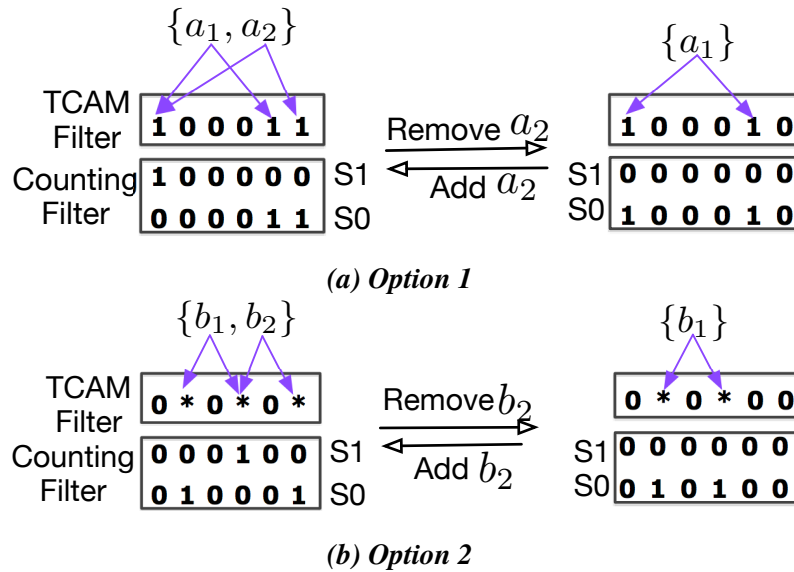 {a₁, a₂} {a₁}
TCAM Filter 1 0 0 0 1 1 Remove a₂ 1 0 0 0 1 0
Counting Filter 1 0 0 0 0 0 S1 Add a₂ S1 0 0 0 0 0 0
0 0 0 0 1 1 S0 S0 1 0 0 0 1 0
(a) Option 1
{b₁, b₂} {b₁}
TCAM Filter 0 * 0 * 0 * Remove b₂ 0 * 0 * 0 0
Counting Filter 0 0 0 1 0 0 S1 Add b₂ S1 0 0 0 0 0 0
0 1 0 0 0 1 S0 S0 0 1 0 1 0 0
(b) Option 2